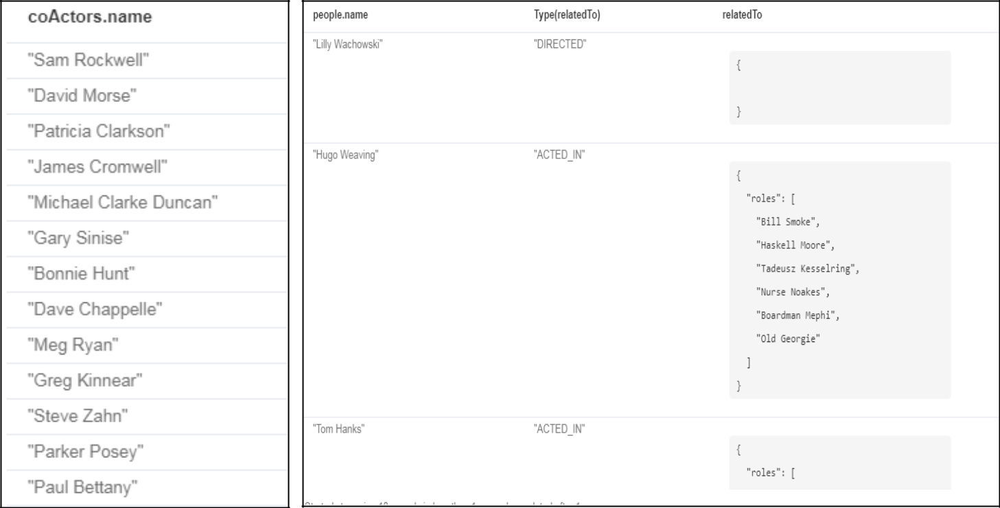 coActors.name
"Sam Rockwell"
"David Morse"
"Patricia Clarkson"
"James Cromwell"
"Michael Clarke Duncan"
"Gary Sinise"
"Bonnie Hunt"
"Dave Chappelle"
"Meg Ryan"
"Greg Kinnear"
"Steve Zahn"
"Parker Posey"
"Paul Bettany"
people.name Type(relatedTo) relatedTo
"Lilly Wachowski" "DIRECTED"
{
}
"Hugo Weaving" "ACTED_IN"
{
"roles": [
"Bill Smoke",
"Haskell Moore",
"Tadeusz Kesselring",
"Nurse Noakes",
"Boardman Mephi",
"Old Georgie"
]
}
"Tom Hanks" "ACTED_IN"
{
"roles": [